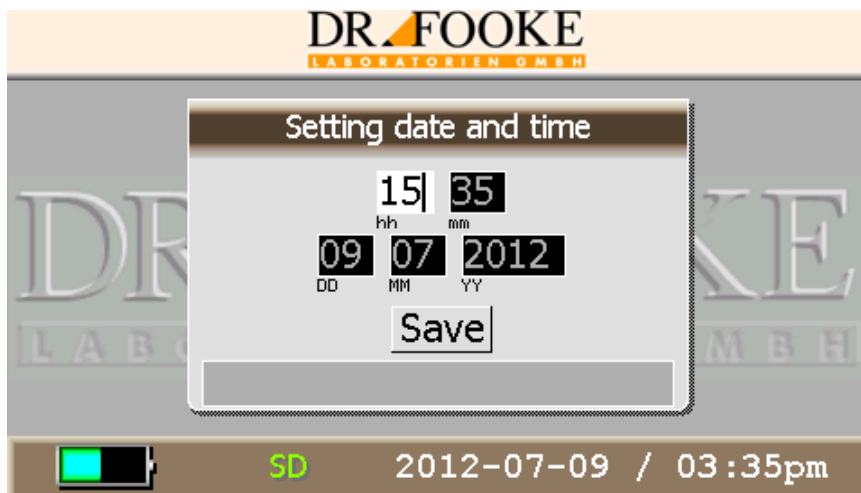 DR. FOOKE
LABORATORIEN GMBH
Setting date and time
15 35
hh mm
09 07 2012
DD MM YY
Save
SD 2012-07-09 / 03:35pm